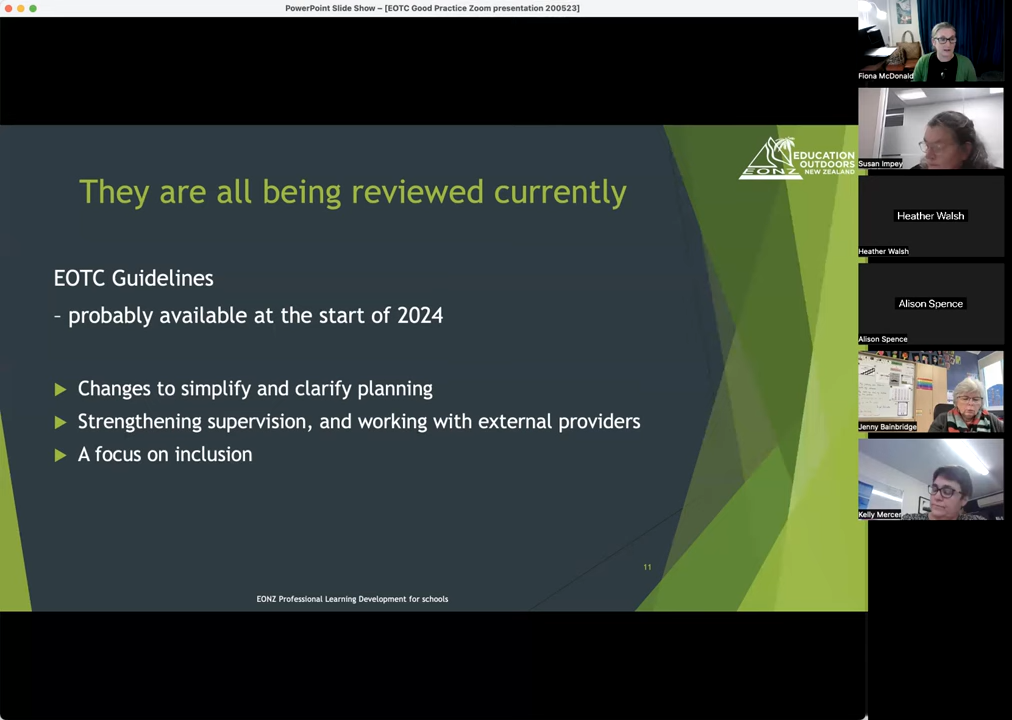 PowerPoint Slide Show – [EOTC Good Practice Zoom presentation 200523]
EDUCATION
OUTDOORS
NEW ZEALAND
EONZ
They are all being reviewed currently
EOTC Guidelines
– probably available at the start of 2024
Changes to simplify and clarify planning
Strengthening supervision, and working with external providers
A focus on inclusion
11
EONZ Professional Learning Development for schools
Fiona McDonald
Susan Impey
Heather Walsh
Heather Walsh
Alison Spence
Alison Spence
Jenny Bainbridge
Kelly Mercer